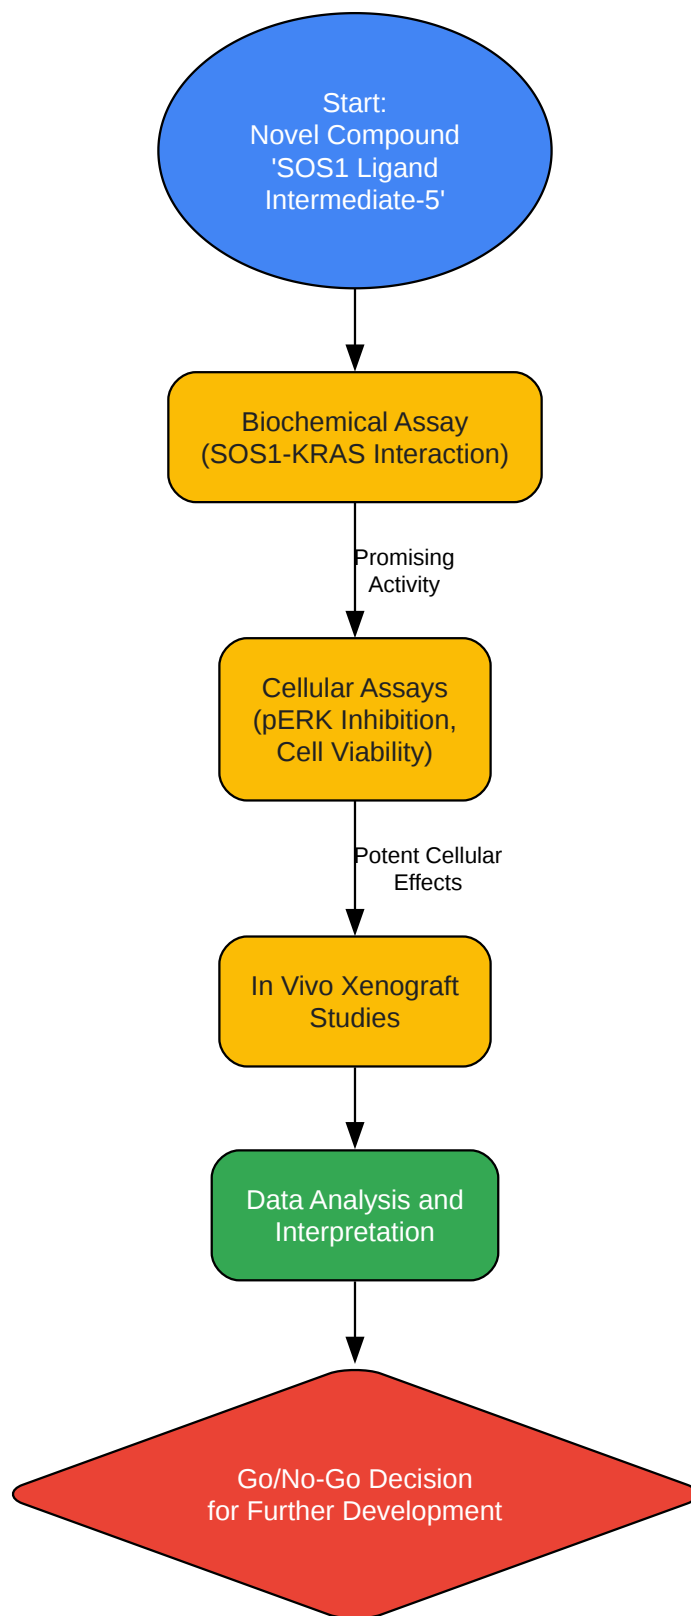 Start:
Novel Compound
'SOS1 Ligand
Intermediate-5'
Biochemical Assay
(SOS1-KRAS Interaction)
Promising
Activity
Cellular Assays
(pERK Inhibition,
Cell Viability)
Potent Cellular
Effects
In Vivo Xenograft
Studies
Data Analysis and
Interpretation
Go/No-Go Decision
for Further Development